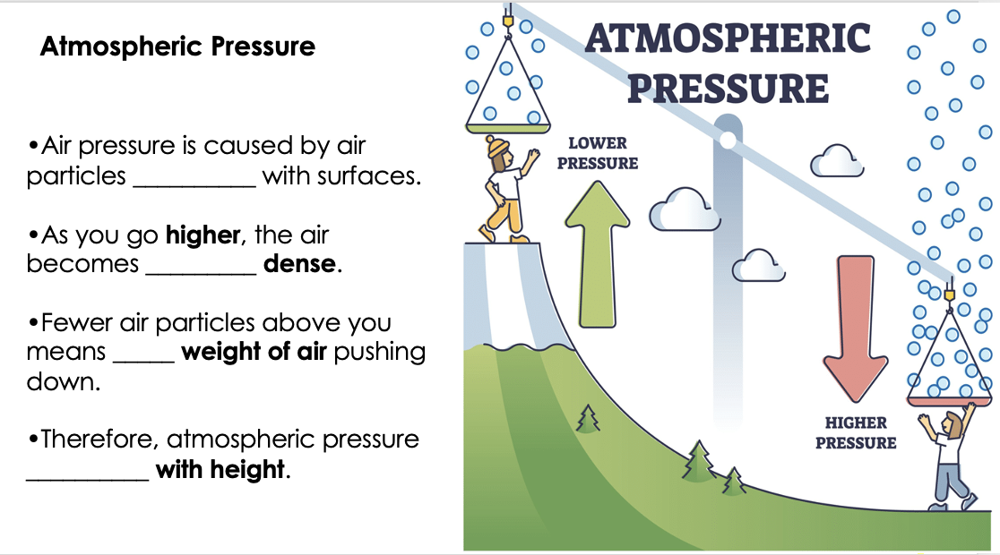 Atmospheric Pressure
•Air pressure is caused by air
particles __________ with surfaces.
•As you go higher, the air
becomes _________ dense.
•Fewer air particles above you
means _____ weight of air pushing
down.
•Therefore, atmospheric pressure
__________ with height.
ATMOSPHERIC
PRESSURE
LOWER
PRESSURE
HIGHER
PRESSURE